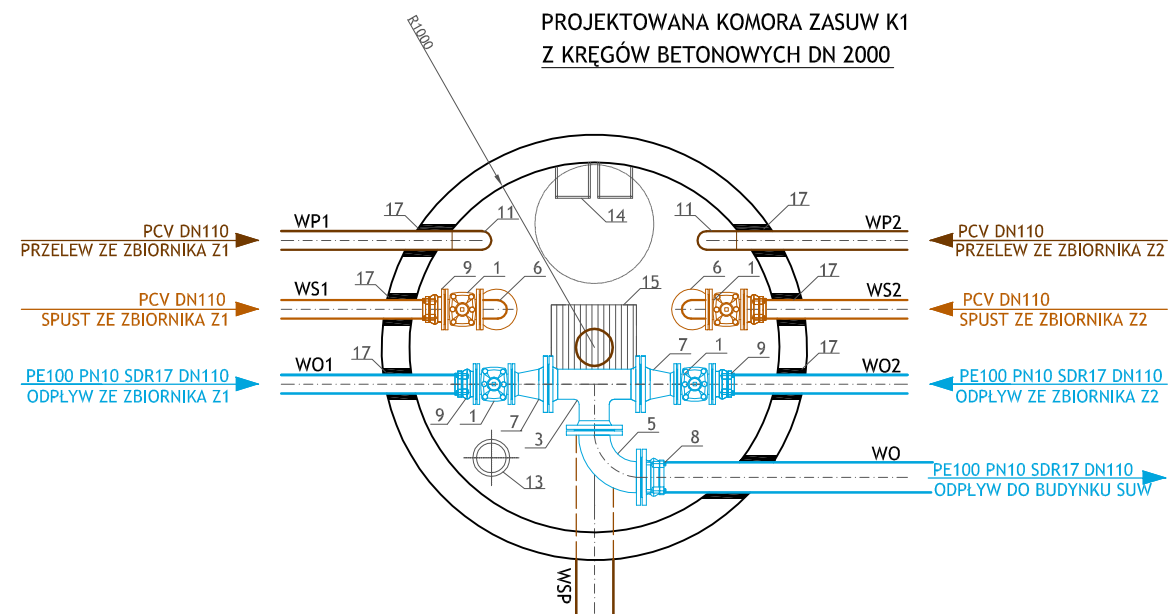 PROJEKTOWANA KOMORA ZASUW K1
Z KRĘGÓW BETONOWYCH DN 2000
R1000
17
WP1
11
14
11
WP2
17
PCV DN110
PRZELEW ZE ZBIORNIKA Z1
PCV DN110
PRZELEW ZE ZBIORNIKA Z2
17
9
1
6
15
6
1
17
WS1
WS2
PCV DN110
SPUST ZE ZBIORNIKA Z1
PCV DN110
SPUST ZE ZBIORNIKA Z2
17
WO1
7
1
9
17
WO2
PE100 PN10 SDR17 DN110
ODPŁYW ZE ZBIORNIKA Z1
PE100 PN10 SDR17 DN110
ODPŁYW ZE ZBIORNIKA Z2
9
1
7
3
5
8
13
WO
PE100 PN10 SDR17 DN110
ODPŁYW DO BUDYNKU SUW
WSP